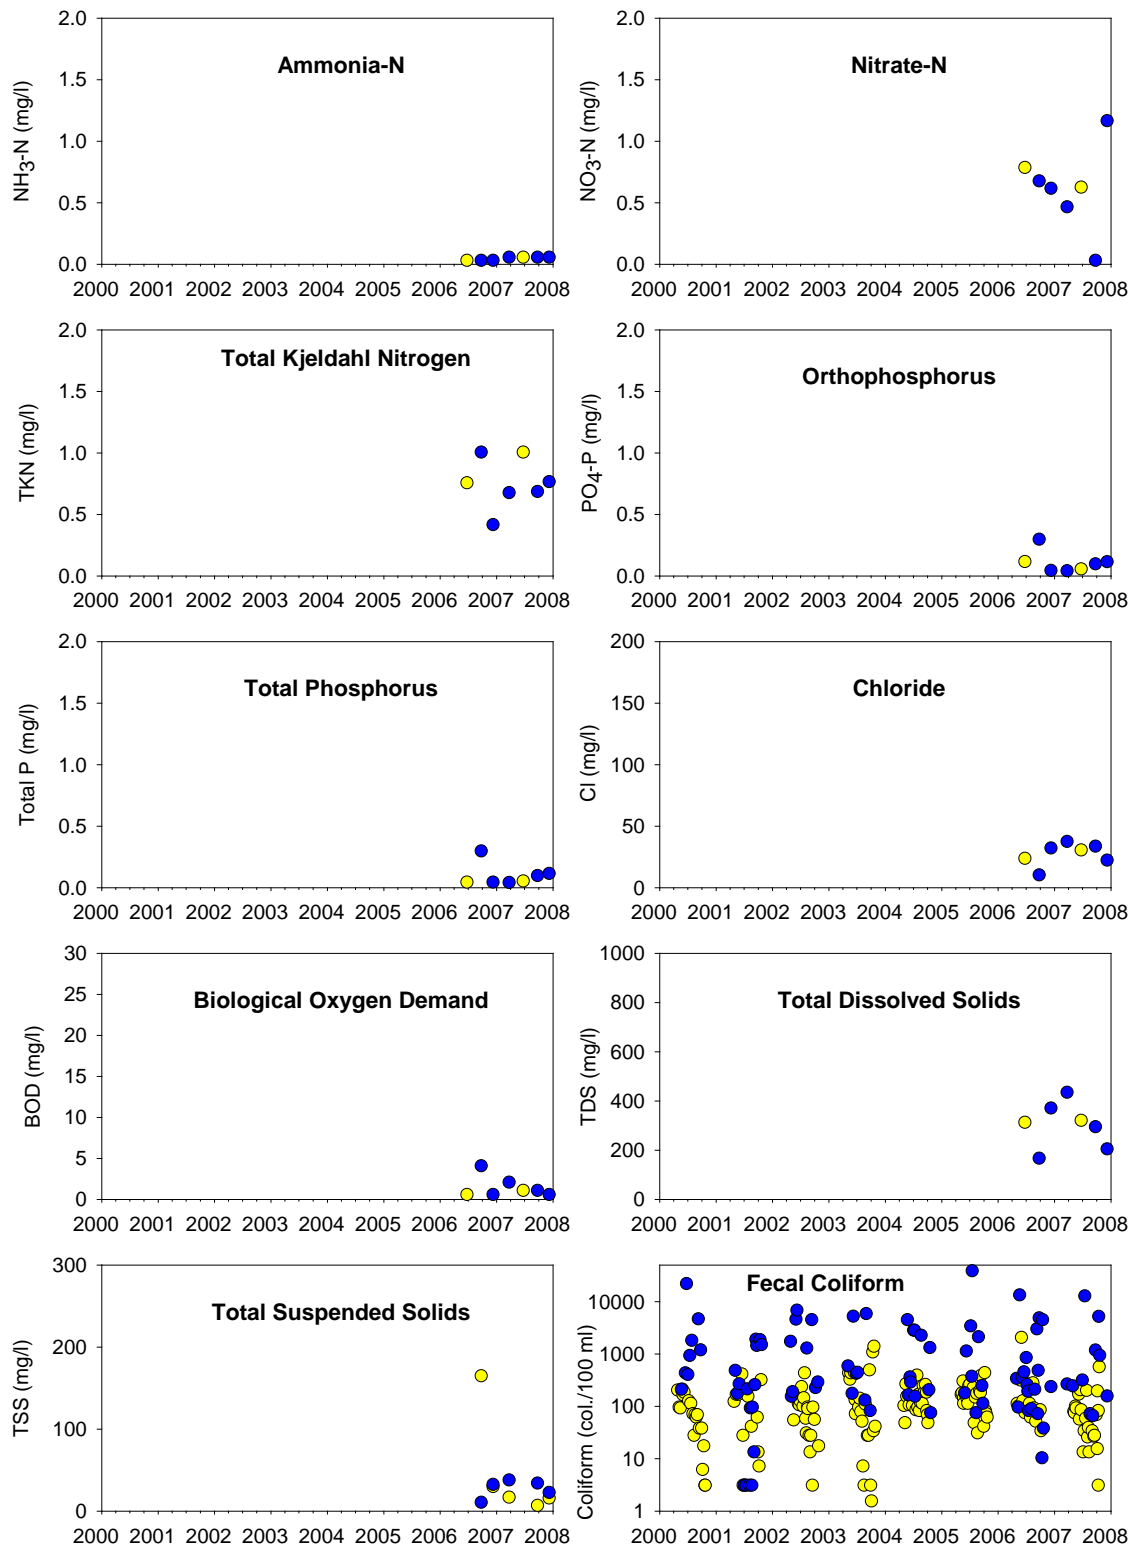 Ammonia-N
NH3-N (mg/l)
2.0
1.5
1.0
0.5
0.0
2000 2001 2002 2003 2004 2005 2006 2007 2008
Nitrate-N
NO3-N (mg/l)
2.0
1.5
1.0
0.5
0.0
2000 2001 2002 2003 2004 2005 2006 2007 2008
Total Kjeldahl Nitrogen
TKN (mg/l)
2.0
1.5
1.0
0.5
0.0
2000 2001 2002 2003 2004 2005 2006 2007 2008
Orthophosphorus
PO4-P (mg/l)
2.0
1.5
1.0
0.5
0.0
2000 2001 2002 2003 2004 2005 2006 2007 2008
Total Phosphorus
Total P (mg/l)
2.0
1.5
1.0
0.5
0.0
2000 2001 2002 2003 2004 2005 2006 2007 2008
Chloride
Cl (mg/l)
200
150
100
50
0
2000 2001 2002 2003 2004 2005 2006 2007 2008
Biological Oxygen Demand
BOD (mg/l)
30
25
20
15
10
5
0
2000 2001 2002 2003 2004 2005 2006 2007 2008
Total Dissolved Solids
TDS (mg/l)
1000
800
600
400
200
0
2000 2001 2002 2003 2004 2005 2006 2007 2008
Total Suspended Solids
TSS (mg/l)
300
200
100
0
2000 2001 2002 2003 2004 2005 2006 2007 2008
Fecal Coliform
Coliform (col./100 ml)
10000
1000
100
10
1
2000 2001 2002 2003 2004 2005 2006 2007 2008